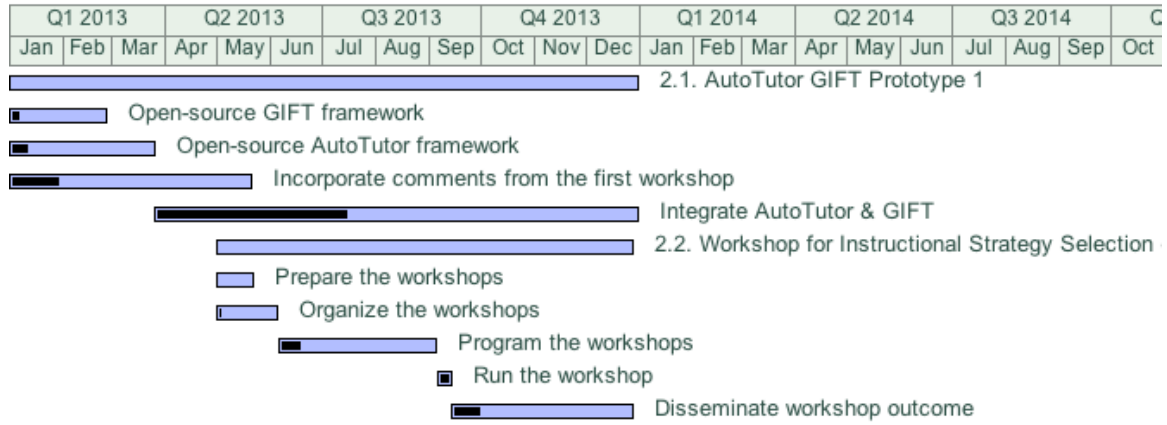 Q1 2013 Q2 2013 Q3 2013 Q4 2013 Q1 2014 Q2 2014 Q3 2014
Jan Feb Mar Apr May Jun Jul Aug Sep Oct Nov Dec Jan Feb Mar Apr May Jun Jul Aug Sep Oct
2.1. AutoTutor GIFT Prototype 1
Open-source GIFT framework
Open-source AutoTutor framework
Incorporate comments from the first workshop
Integrate AutoTutor & GIFT
2.2. Workshop for Instructional Strategy Selection
Prepare the workshops
Organize the workshops
Program the workshops
Run the workshop
Disseminate workshop outcome